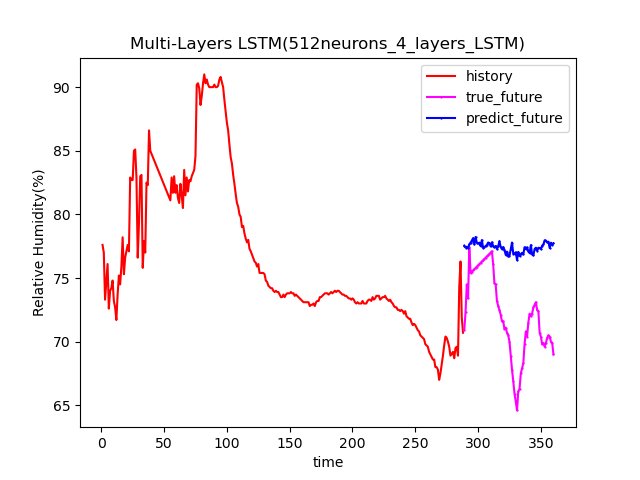 Multi-Layers LSTM(512neurons_4_layers_LSTM)
history
true_future
predict_future
Relative Humidity(%)
90
85
80
75
70
65
0 50 100 150 200 250 300 350
time